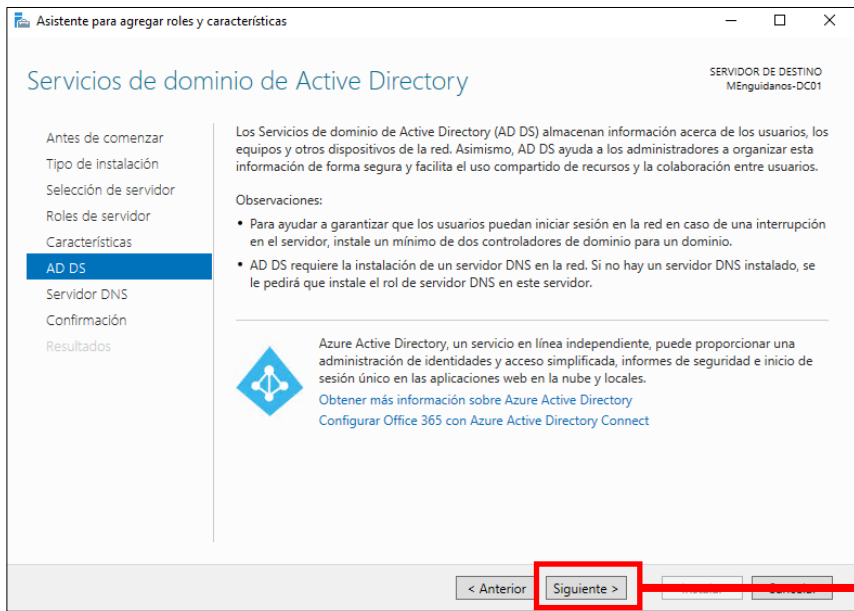 Asistente para agregar roles y características
Servicios de dominio de Active Directory
SERVIDOR DE DESTINO
MEnguidanos-DC01
Antes de comenzar
Tipo de instalación
Selección de servidor
Roles de servidor
Características
AD DS
Servidor DNS
Confirmación
Resultados
Los Servicios de dominio de Active Directory (AD DS) almacenan información acerca de los usuarios, los
equipos y otros dispositivos de la red. Asimismo, AD DS ayuda a los administradores a organizar esta
información de forma segura y facilita el uso compartido de recursos y la colaboración entre usuarios.
Observaciones:
• Para ayudar a garantizar que los usuarios puedan iniciar sesión en la red en caso de una interrupción
en el servidor, instale un mínimo de dos controladores de dominio para un dominio.
• AD DS requiere la instalación de un servidor DNS en la red. Si no hay un servidor DNS instalado, se
le pedirá que instale el rol de servidor DNS en este servidor.
Azure Active Directory, un servicio en línea independiente, puede proporcionar una
administración de identidades y acceso simplificada, informes de seguridad e inicio de
sesión único en las aplicaciones web en la nube y locales.
Obtener más información sobre Azure Active Directory
Configurar Office 365 con Azure Active Directory Connect
< Anterior
Siguiente >